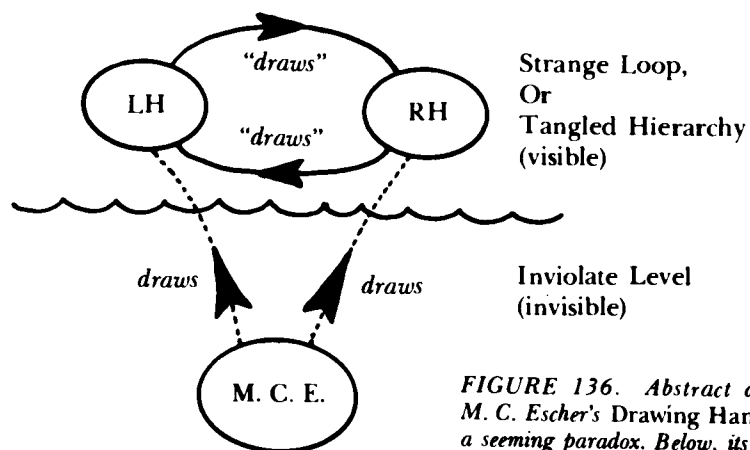 "draws"
LH
RH
"draws"
Strange Loop,
Or
Tangled Hierarchy
(visible)
draws
draws
Inviolate Level
(invisible)
M. C. E.
FIGURE 136. Abstract
M. C. Escher's Drawing
a seeming paradox. Below, its